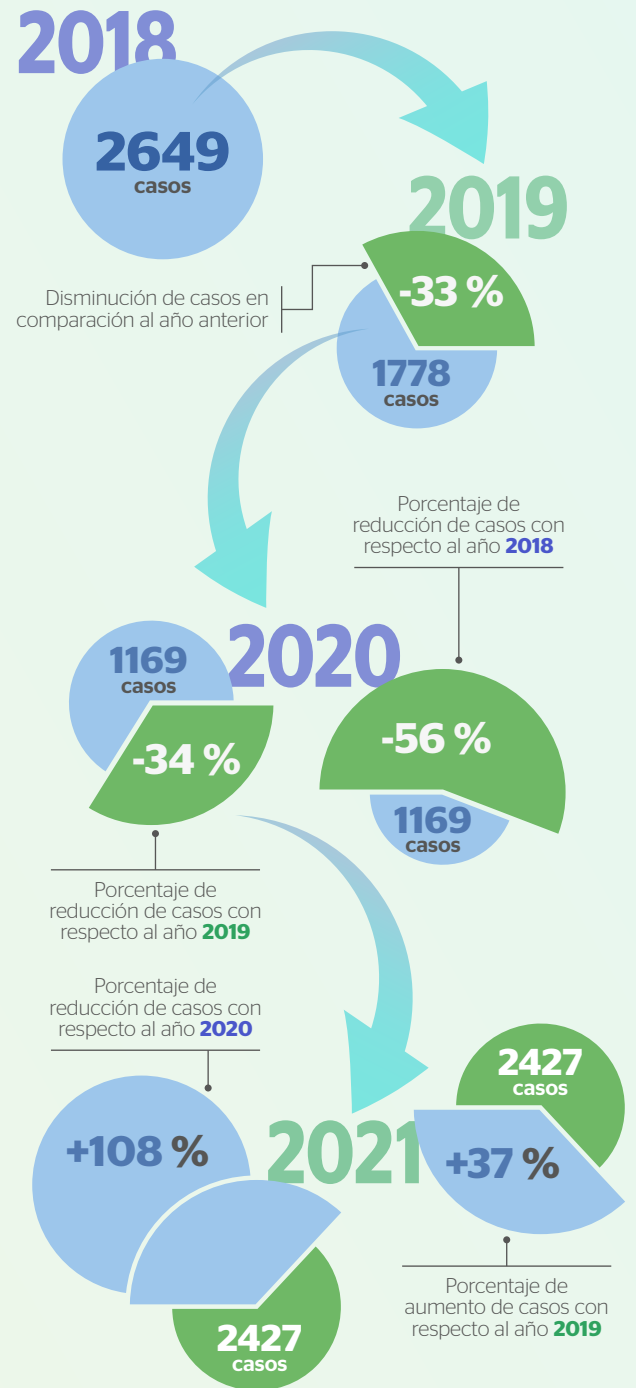 2018
2649
casos
2019
-33 %
Disminución de casos en
comparación al año anterior
1778
casos
Porcentaje de
reducción de casos con
respecto al año 2018
2020
1169
casos
-34 %
-56 %
1169
casos
Porcentaje de
reducción de casos con
respecto al año 2019
Porcentaje de
reducción de casos con
respecto al año 2020
+108 %
2021
2427
casos
+37 %
Porcentaje de
aumento de casos con
respecto al año 2019
2427
casos